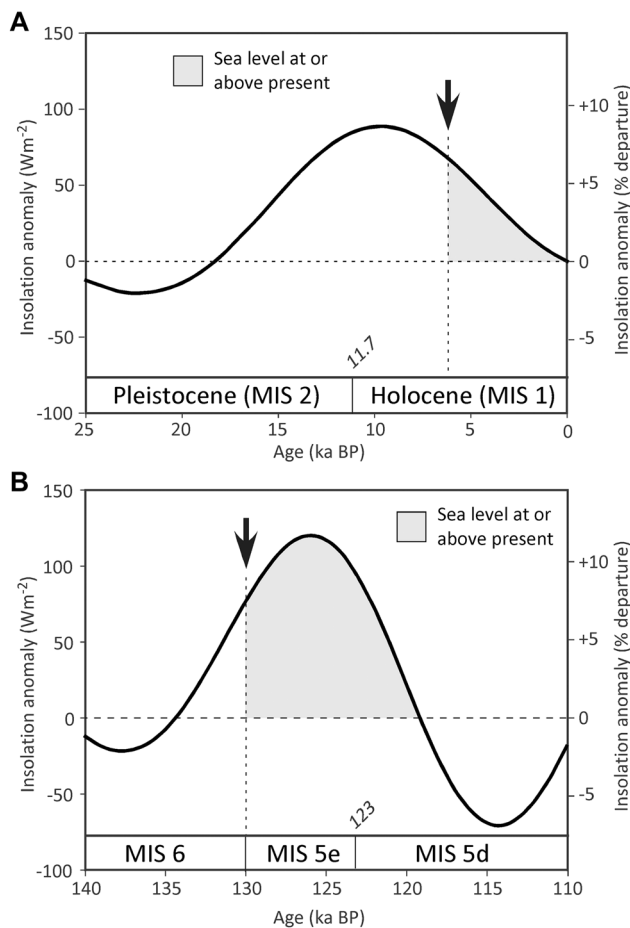 A
150
100
50
0
-50
-100
Insolation anomaly (Wm-2)
Sea level at or
above present
+10
+5
0
-5
Insolation anomaly (% departure)
11.7
Pleistocene (MIS 2)
Holocene (MIS 1)
25
20
15
10
5
0
Age (ka BP)
B
150
100
50
0
-50
-100
Insolation anomaly (Wm-2)
Sea level at or
above present
+10
+5
0
-5
Insolation anomaly (% departure)
123
MIS 6
MIS 5e
MIS 5d
140
135
130
125
120
115
110
Age (ka BP)